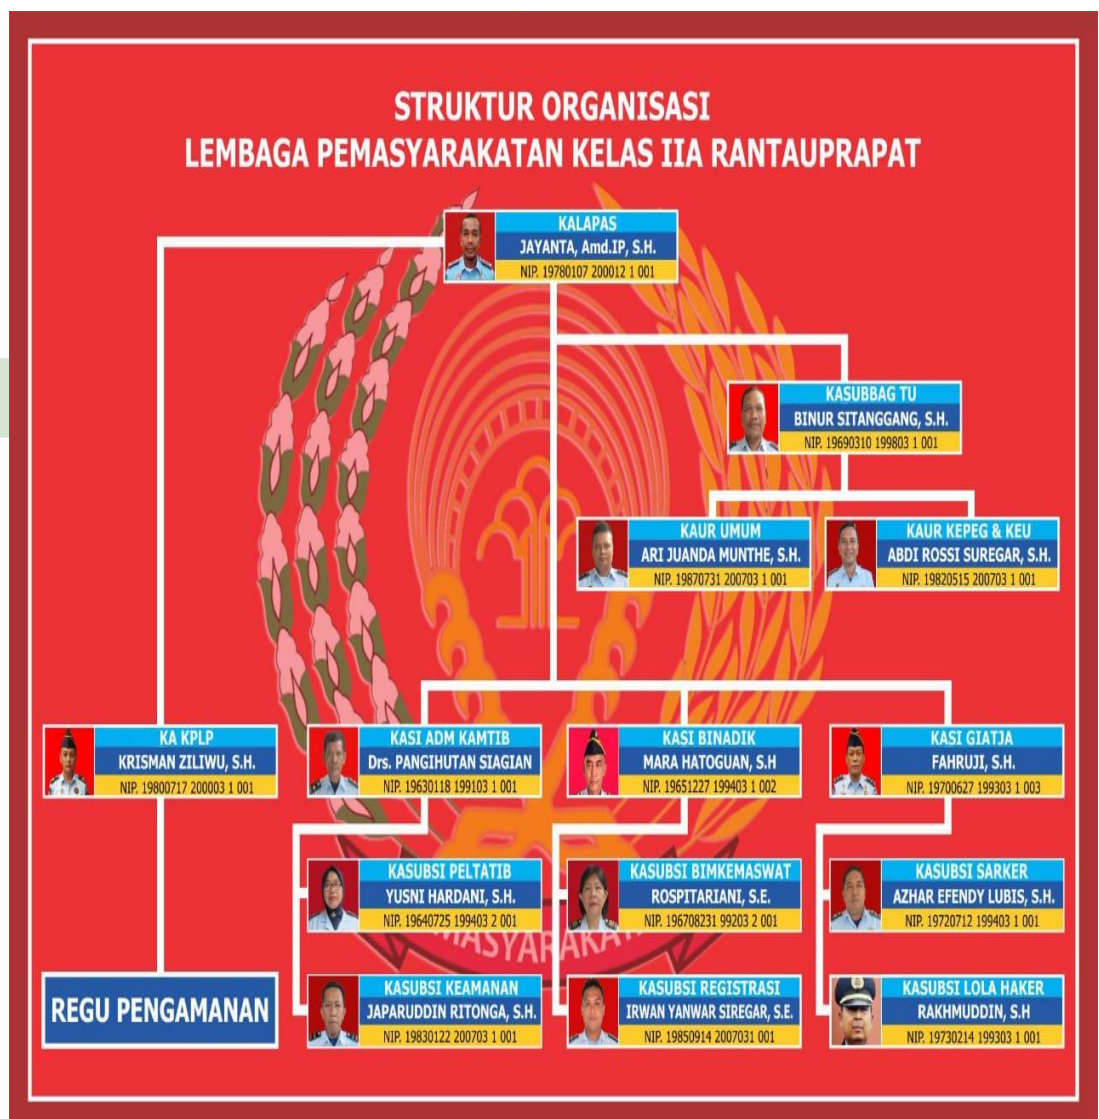 STRUKTUR ORGANISASI
LEMBAGA PEMASYARAKATAN KELAS IIA RANTAUPRAPAT
KALAPAS
JAYANTA, Amd.IP, S.H.
NIP. 19780107 200012 1 001
KASUBBAG TU
BINUR SITANGGANG, S.H.
NIP. 19690310 199803 1 001
KAUR UMUM
ARI JUANDA MUNTHE, S.H.
NIP. 19870731 200703 1 001
KAUR KEPEG & KEU
ABDI ROSSI SUREGAR, S.H.
NIP. 19820515 200703 1 001
KA KPLP
KRISMAN ZILIWU, S.H.
NIP. 19800717 200003 1 001
KASI ADM KAMTIB
Drs. PANGIHUTAN SIAGIAN
NIP. 19630118 199103 1 001
KASI BINADIK
MARA HATOGUAN, S.H
NIP. 19651227 199403 1 002
KASI GIATJA
FAHRUJI, S.H.
NIP. 19700627 199303 1 003
KASUBSI PELTATIB
YUSNI HARDANI, S.H.
NIP. 19640725 199403 2 001
KASUBSI BIMKEMASWAT
ROSPITARIANI, S.E.
NIP. 196708231 99203 2 001
KASUBSI SARKER
AZHAR EFENDY LUBIS, S.H.
NIP. 19720712 199403 1 001
MASYARAKA
REGU PENGAMANAN
KASUBSI KEAMANAN
JAPARUDDIN RITONGA, S.H.
NIP. 19830122 200703 1 001
KASUBSI REGISTRASI
IRWAN YANWAR SIREGAR, S.E.
NIP. 19850914 2007031 001
KASUBSI LOLA HAKER
RAKHMUDDIN, S.H
NIP. 19730214 199303 1 001